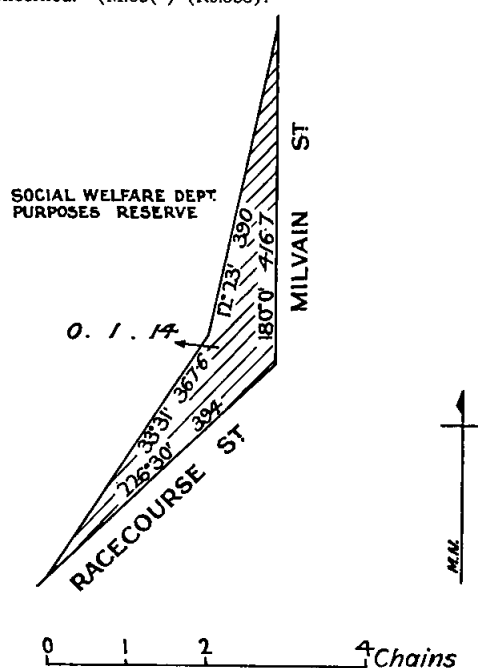 SOCIAL WELFARE DEPT.
PURPOSES RESERVE
MILVAIN ST
12°23' 390
180°0' 416·7
0. 1. 14
33°31' 367·6
226°30' 394
RACECOURSE ST
M.N.
0 1 2 4 Chains